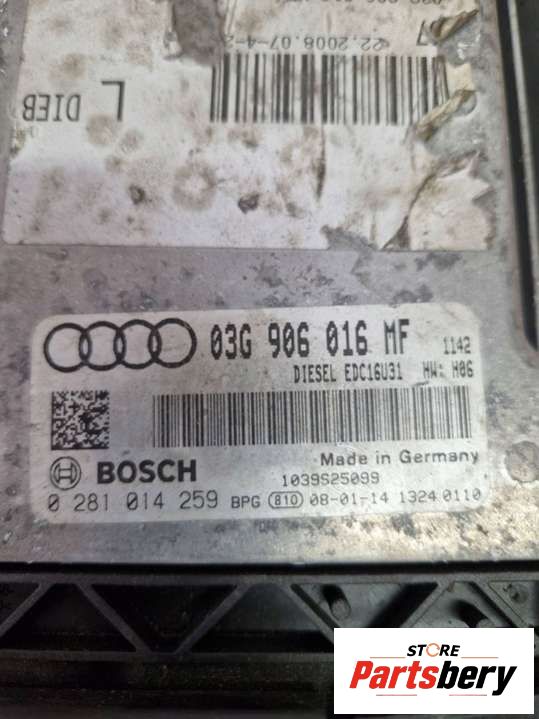 22.2008.07-4-2
L DIEB
03G 906 016 MF 1142
DIESEL EDC16U31 HW: H06
Made in Germany
BOSCH 1039S25099
0 281 014 259 BPG 810 08-01-14 1324 0110
STORE
Partsbery